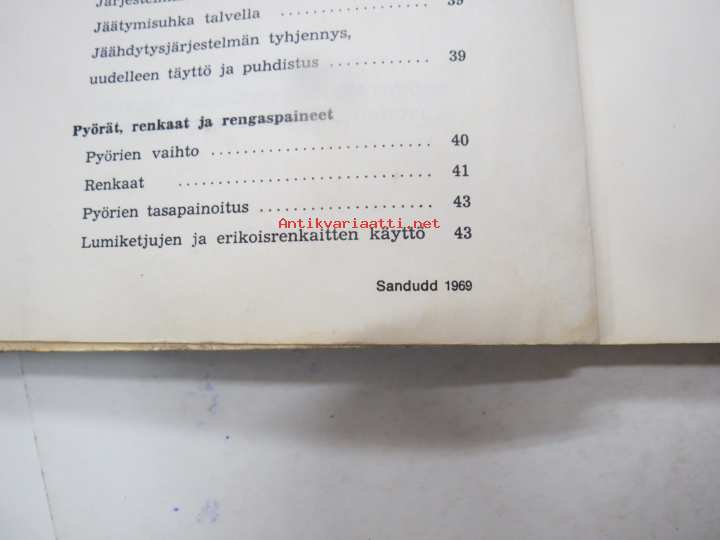 Jäätymisuhka talvella .................. 39
Jäähdytysjärjestelmän tyhjennys,
uudelleen täyttö ja puhdistus ............ 39
Pyörät, renkaat ja rengaspaineet
Pyörien vaihto .......................... 40
Renkaat .............................. 41
Pyörien tasapainoitus .................... 43
Antikvariaatti.net
Lumiketjujen ja erikoisrenkaitten käyttö 43
Sandudd 1969